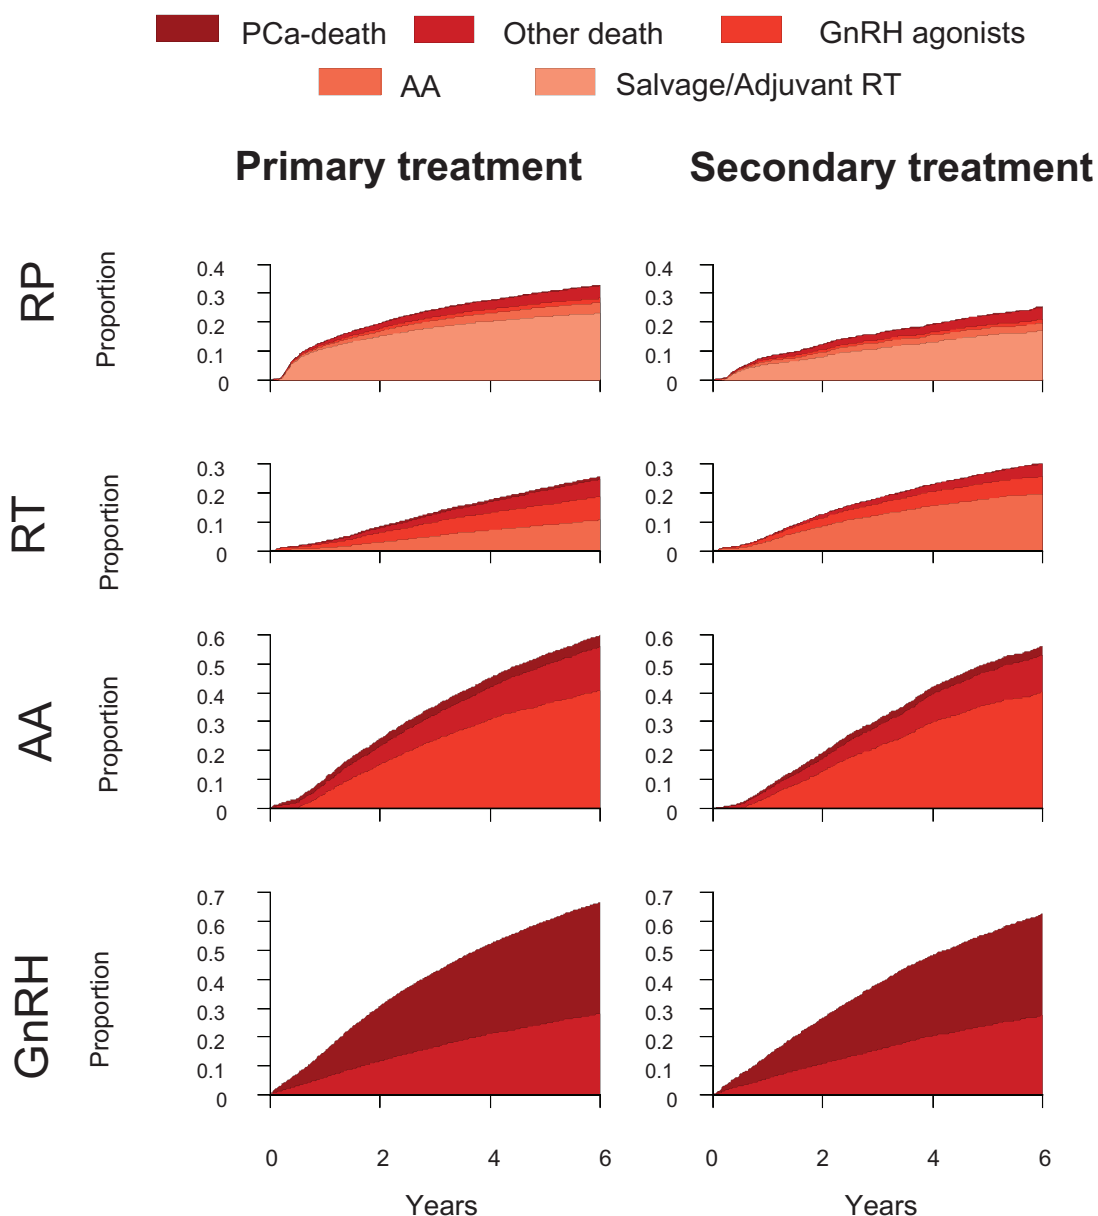 PCa-death Other death GnRH agonists
AA Salvage/Adjuvant RT
Primary treatment Secondary treatment
RP
Proportion
0.4 0.4
0.3 0.3
0.2 0.2
0.1 0.1
0 0
RT
Proportion
0.3 0.3
0.2 0.2
0.1 0.1
0 0
AA
Proportion
0.6 0.6
0.5 0.5
0.4 0.4
0.3 0.3
0.2 0.2
0.1 0.1
0 0
GnRH
Proportion
0.7 0.7
0.6 0.6
0.5 0.5
0.4 0.4
0.3 0.3
0.2 0.2
0.1 0.1
0 0
0 2 4 6 0 2 4 6
Years Years